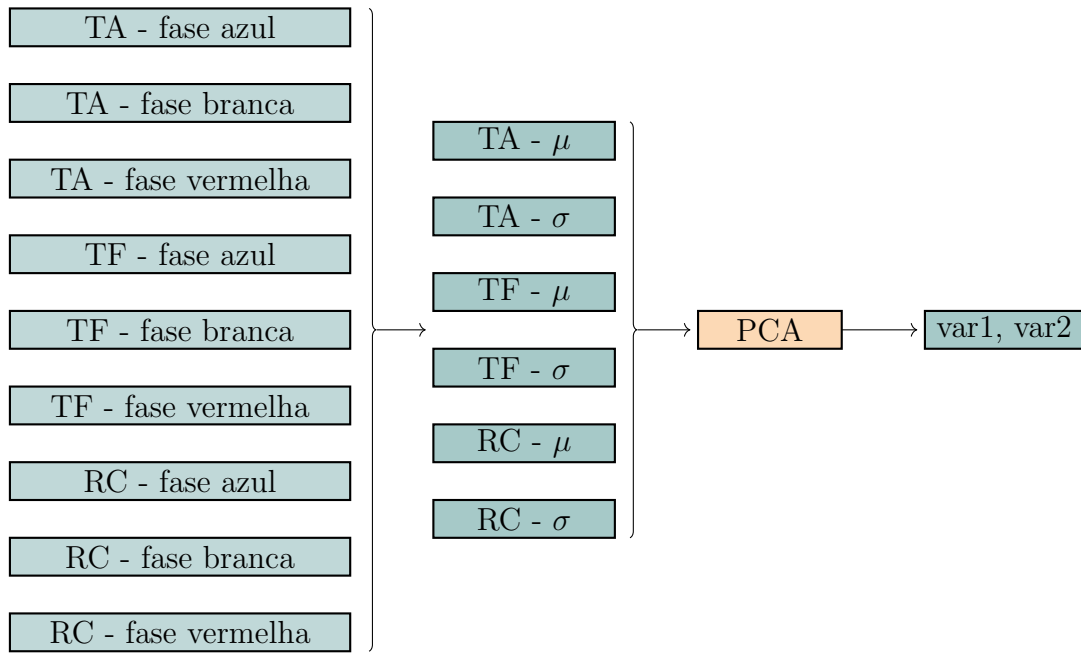 TA - fase azul
TA - fase branca
TA - fase vermelha
TF - fase azul
TF - fase branca
TF - fase vermelha
RC - fase azul
RC - fase branca
RC - fase vermelha
TA - μ
TA - σ
TF - μ
TF - σ
RC - μ
RC - σ
PCA
var1, var2